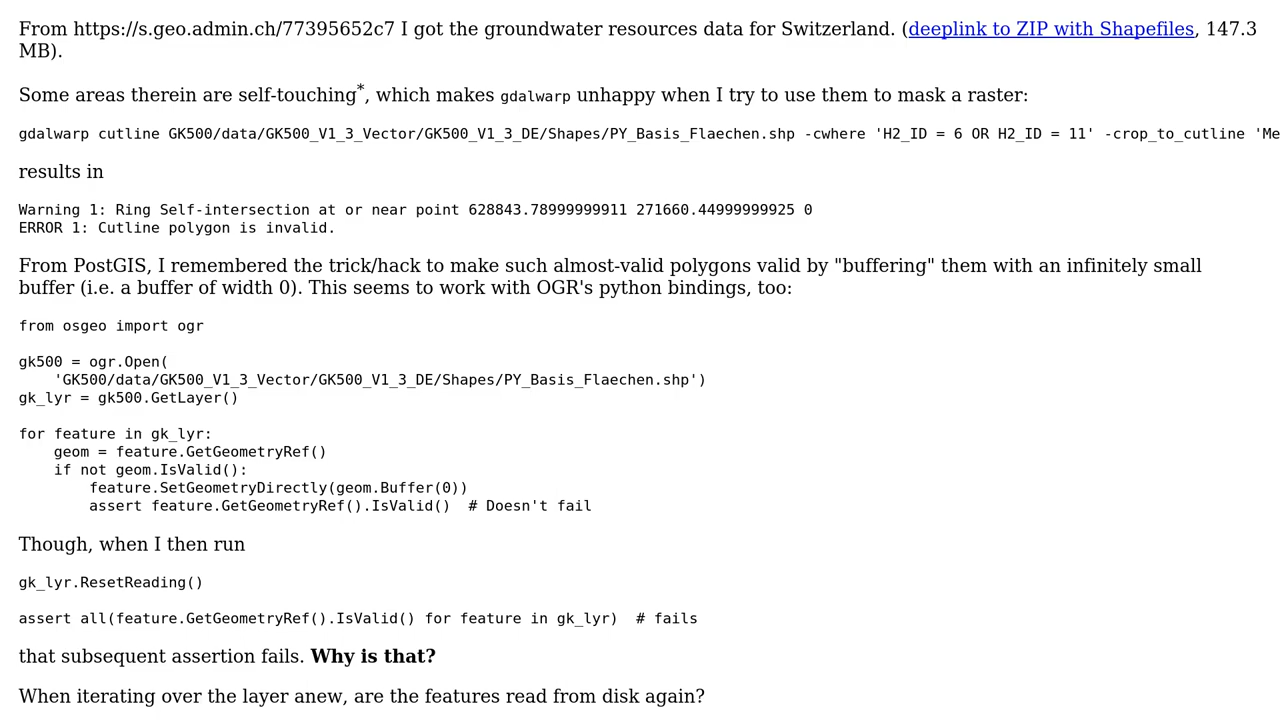 From https://s.geo.admin.ch/77395652c7 I got the groundwater resources data for Switzerland. (deeplink to ZIP with Shapefiles, 147.3
MB).
Some areas therein are self-touching*, which makes gdalwarp unhappy when I try to use them to mask a raster:
gdalwarp cutline GK500/data/GK500_V1_3_Vector/GK500_V1_3_DE/Shapes/PY_Basis_Flaechen.shp -cwhere 'H2_ID = 6 OR H2_ID = 11' -crop_to_cutline 'Me
results in
Warning 1: Ring Self-intersection at or near point 628843.78999999911 271660.44999999925 0
ERROR 1: Cutline polygon is invalid.
From PostGIS, I remembered the trick/hack to make such almost-valid polygons valid by "buffering" them with an infinitely small
buffer (i.e. a buffer of width 0). This seems to work with OGR's python bindings, too:
from osgeo import ogr
gk500 = ogr.Open(
    'GK500/data/GK500_V1_3_Vector/GK500_V1_3_DE/Shapes/PY_Basis_Flaechen.shp')
gk_lyr = gk500.GetLayer()
for feature in gk_lyr:
    geom = feature.GetGeometryRef()
    if not geom.IsValid():
        feature.SetGeometryDirectly(geom.Buffer(0))
        assert feature.GetGeometryRef().IsValid()  # Doesn't fail
Though, when I then run
gk_lyr.ResetReading()
assert all(feature.GetGeometryRef().IsValid() for feature in gk_lyr)  # fails
that subsequent assertion fails. Why is that?
When iterating over the layer anew, are the features read from disk again?